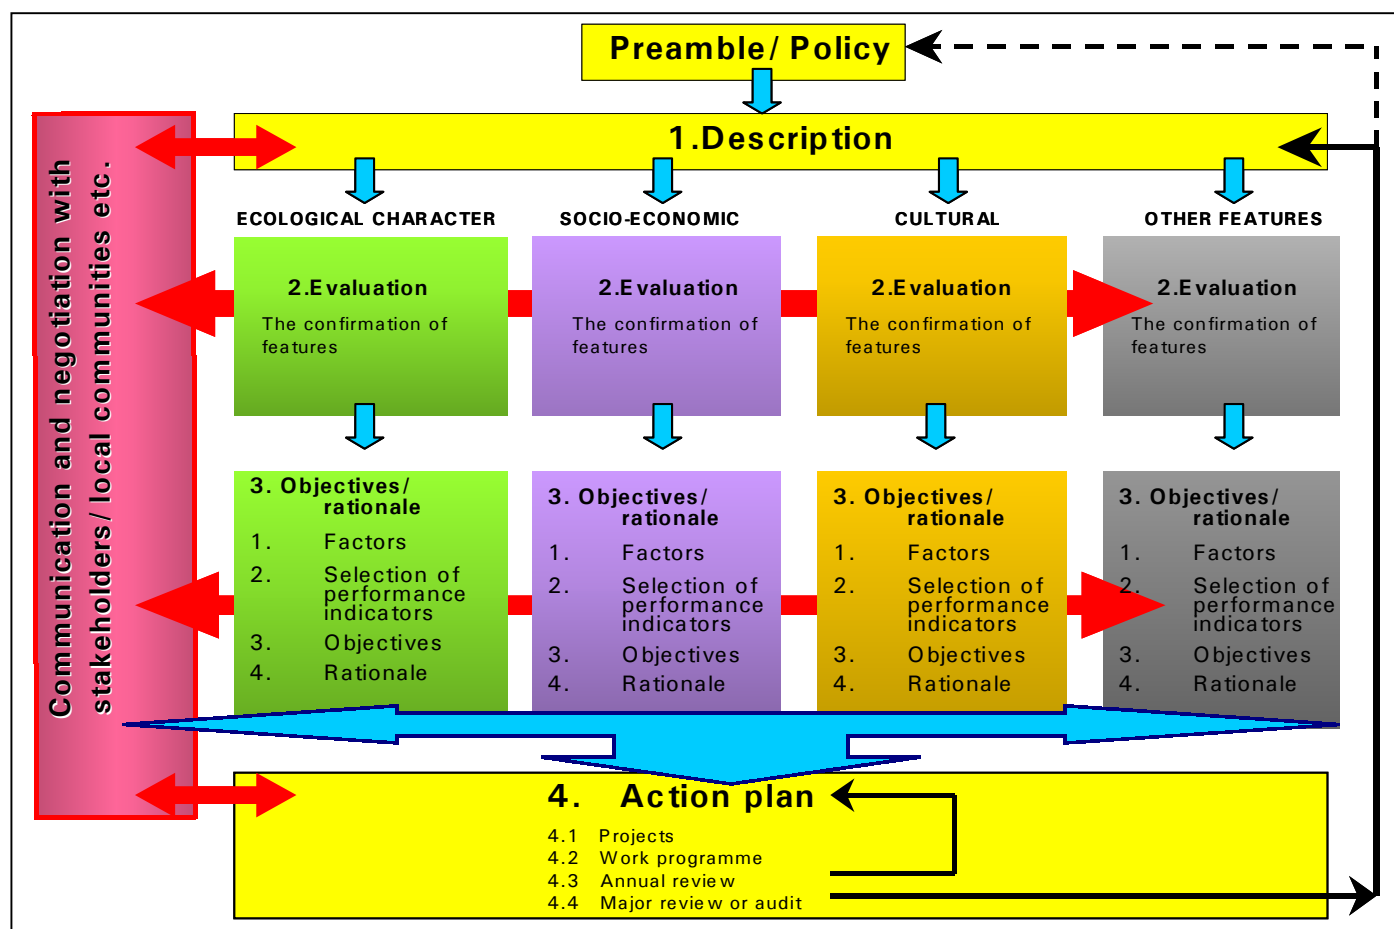 Preamble/ Policy
1.Description
Communication and negotiation with
stakeholders/ local communities etc.
ECOLOGICAL CHARACTER
2.Evaluation
The confirmation of
features
3. Objectives/
rationale
1. Factors
2. Selection of
performance
indicators
3. Objectives
4. Rationale
SOCIO-ECONOMIC
2.Evaluation
The confirmation of
features
3. Objectives/
rationale
1. Factors
2. Selection of
performance
indicators
3. Objectives
4. Rationale
CULTURAL
2.Evaluation
The confirmation of
features
3. Objectives/
rationale
1. Factors
2. Selection of
performance
indicators
3. Objectives
4. Rationale
OTHER FEATURES
2.Evaluation
The confirmation of
features
3. Objectives/
rationale
1. Factors
2. Selection of
performance
indicators
3. Objectives
4. Rationale
4. Action plan
4.1 Projects
4.2 Work programme
4.3 Annual review
4.4 Major review or audit